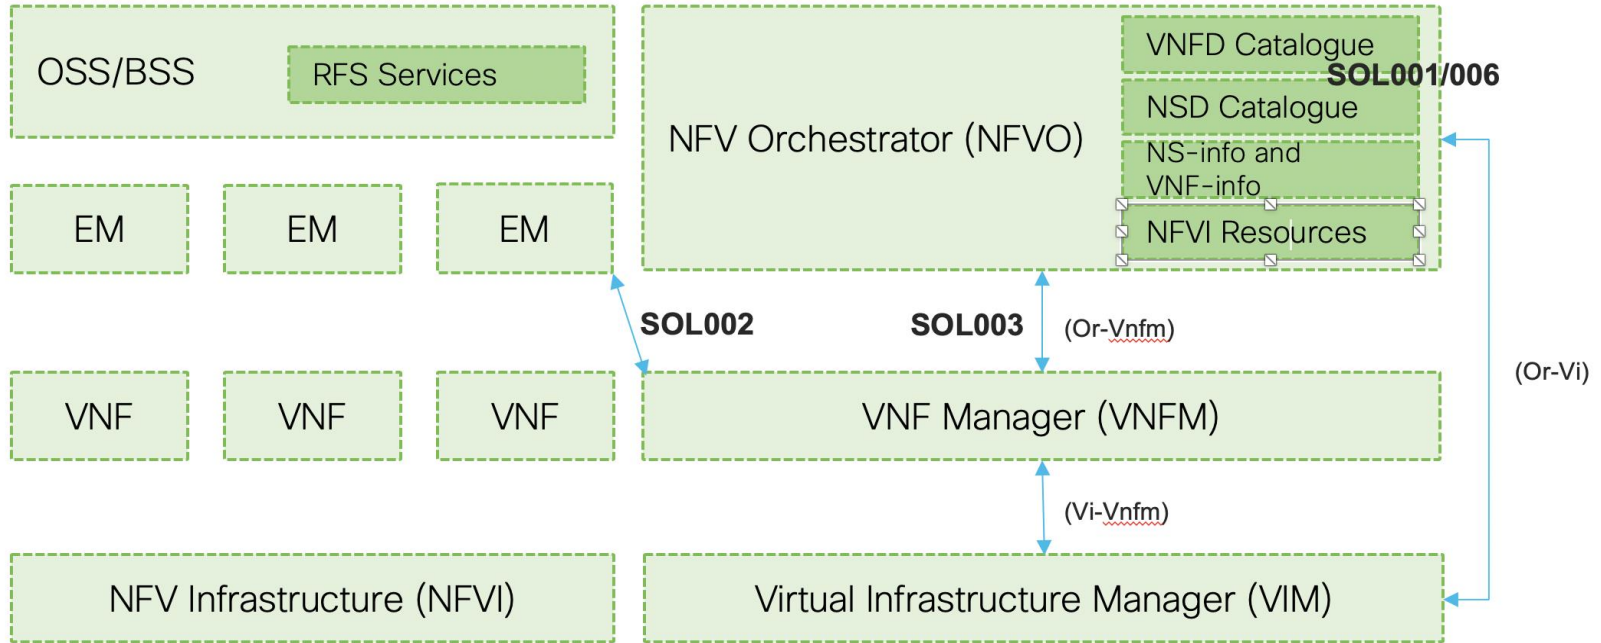 OSS/BSS
RFS Services
NFV Orchestrator (NFVO)
VNFD Catalogue
SOL001/006
NSD Catalogue
NS-info and
VNF-info
NFVI Resources
EM
EM
EM
SOL002
SOL003
(Or-Vnfm)
(Or-Vi)
VNF
VNF
VNF
VNF Manager (VNFM)
(Vi-Vnfm)
NFV Infrastructure (NFVI)
Virtual Infrastructure Manager (VIM)